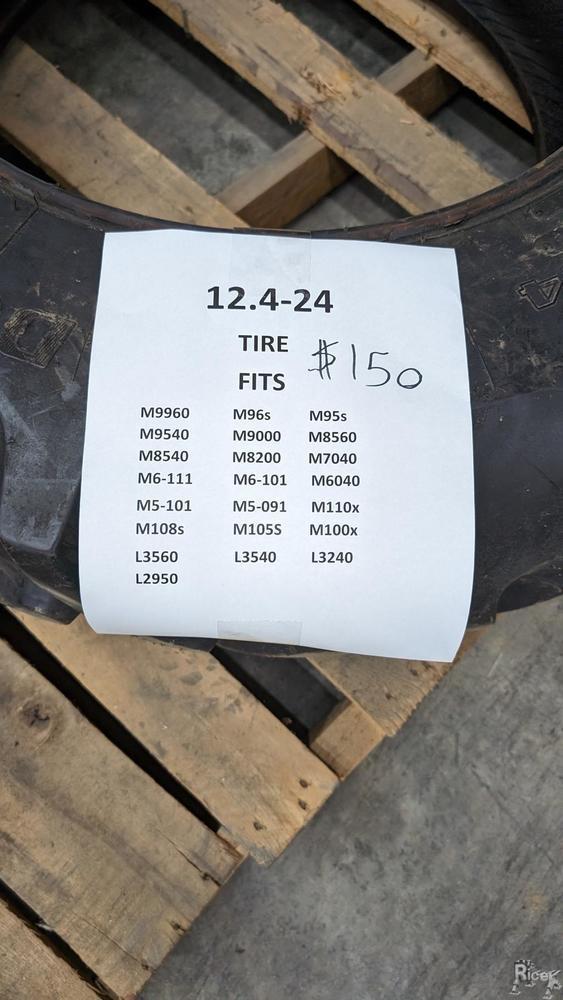 12.4-24
TIRE
FITS
$150
M9960 M96s M95s
M9540 M9000 M8560
M8540 M8200 M7040
M6-111 M6-101 M6040
M5-101 M5-091 M110x
M108s M105S M100x
L3560 L3540 L3240
L2950
Ricer